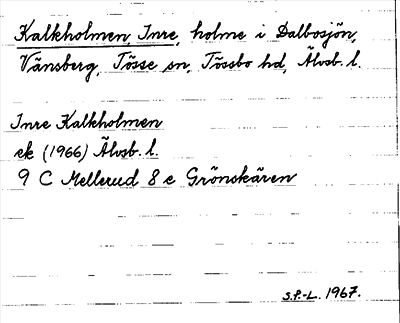 Kalkholmen, Inre, holme i Dalbosjön,
Vänsberg, Tösse sn, Tössbo hd, Älvsb. l.
Inre Kalkholmen
ek (1966) Älvsb. l.
9 C Mellerud 8 e Grönskären
S.F.-L. 1967.